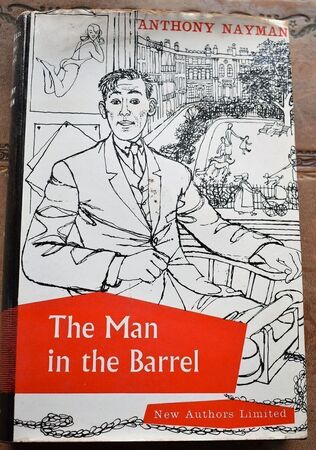 ANTHONY NAYMAN
The Man
in the Barrel
New Authors Limited